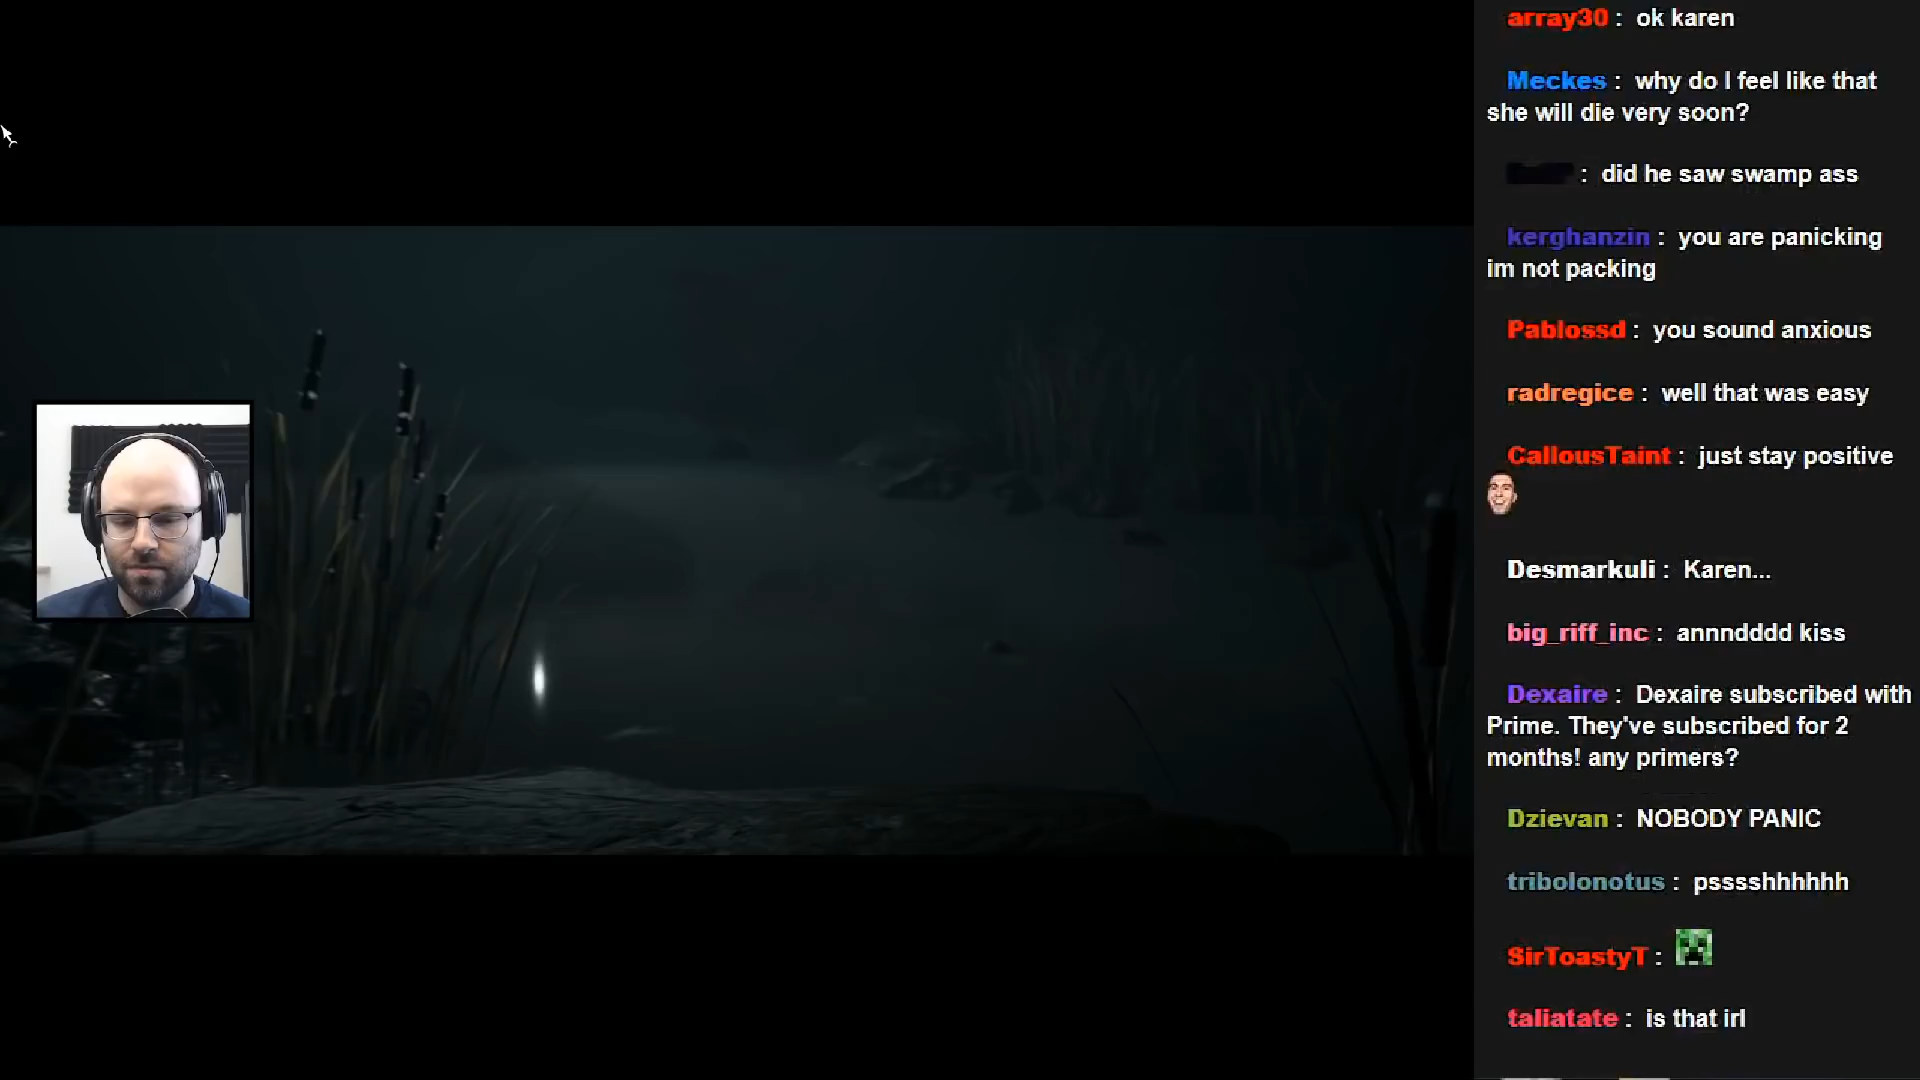 array30 : ok karen
Meckes : why do I feel like that
she will die very soon?
: did he saw swamp ass
kerghanzin : you are panicking
im not packing
Pablossd : you sound anxious
radregice : well that was easy
CallousTaint : just stay positive
Desmarkuli : Karen...
big_riff_inc : annndddd kiss
Dexaire : Dexaire subscribed with
Prime. They've subscribed for 2
months! any primers?
Dzievan : NOBODY PANIC
tribolonotus : psssshhhhhh
SirToastyT :
taliatate : is that irl